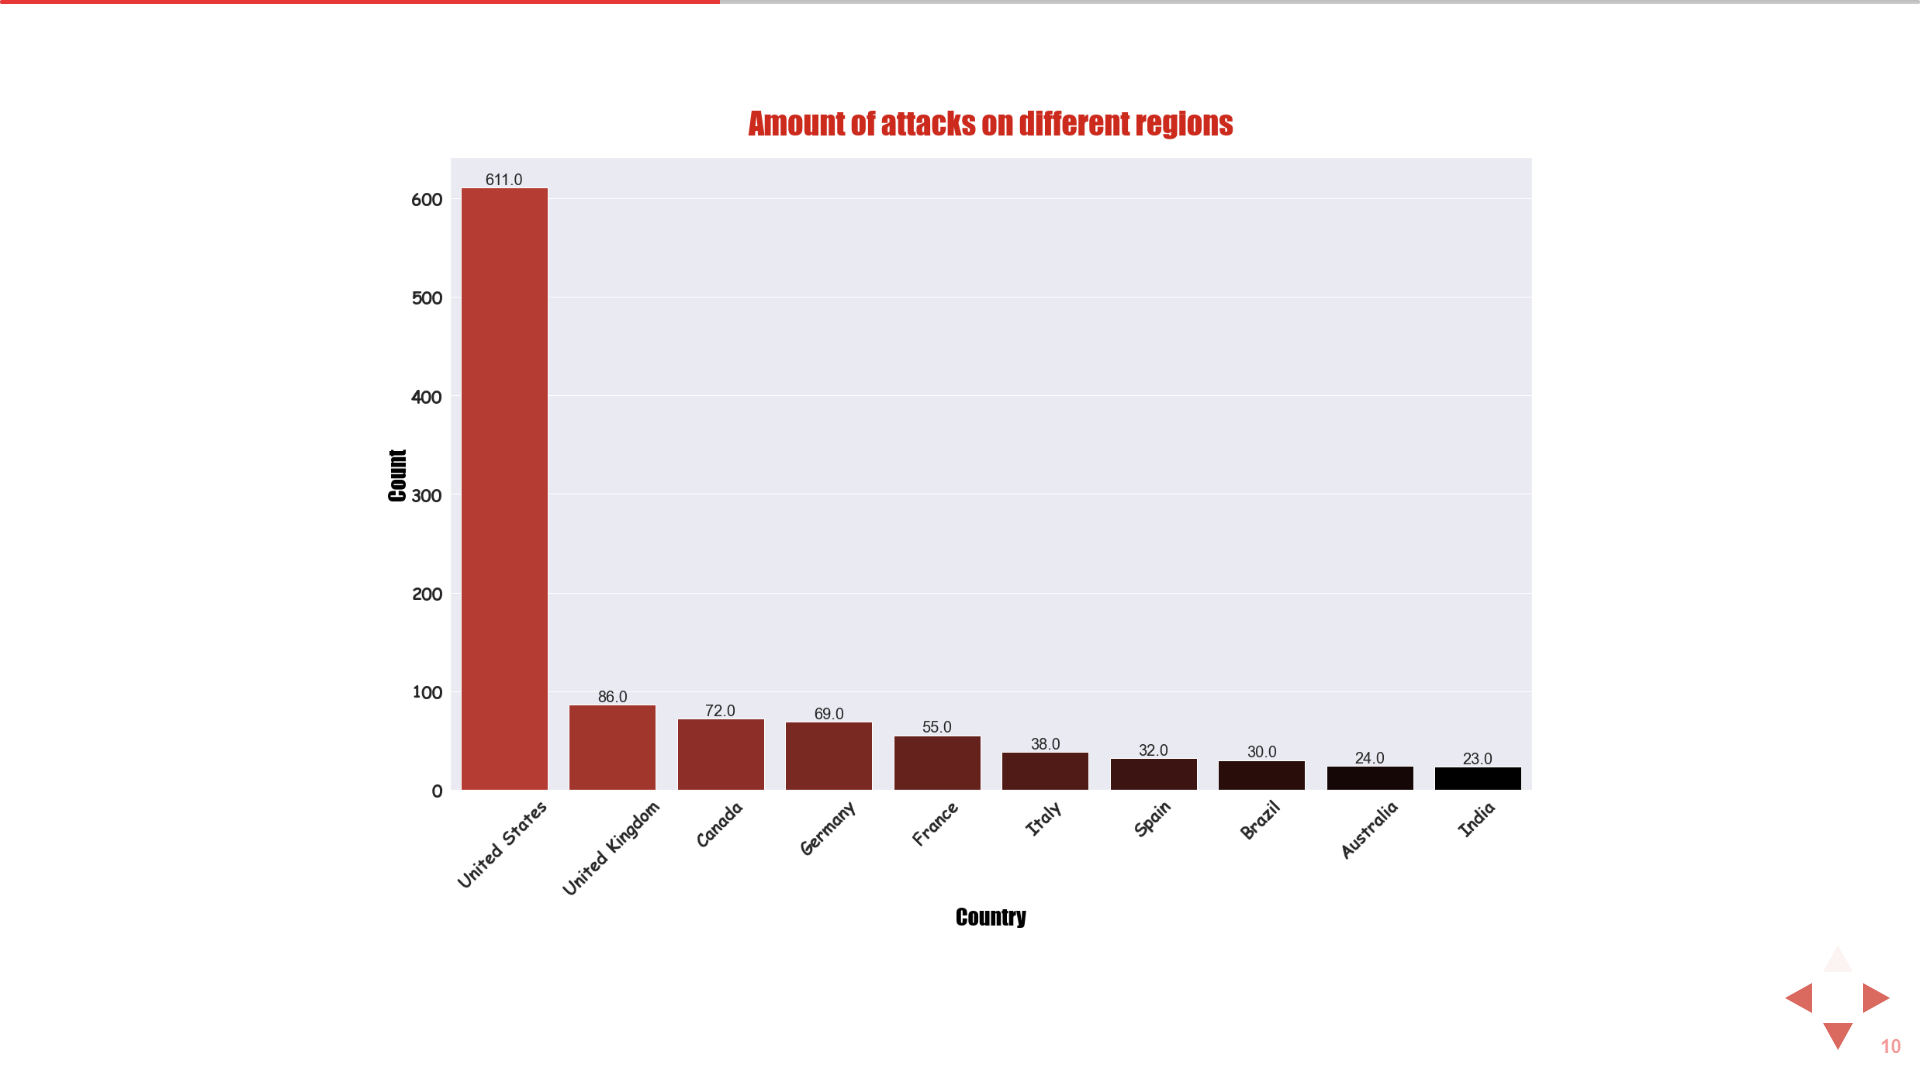 Amount of attacks on different regions
611.0
600
500
400
300
200
100
0
Count
86.0
72.0
69.0
55.0
38.0
32.0
30.0
24.0
23.0
United States
United Kingdom
Canada
Germany
France
Italy
Spain
Brazil
Australia
India
Country
10